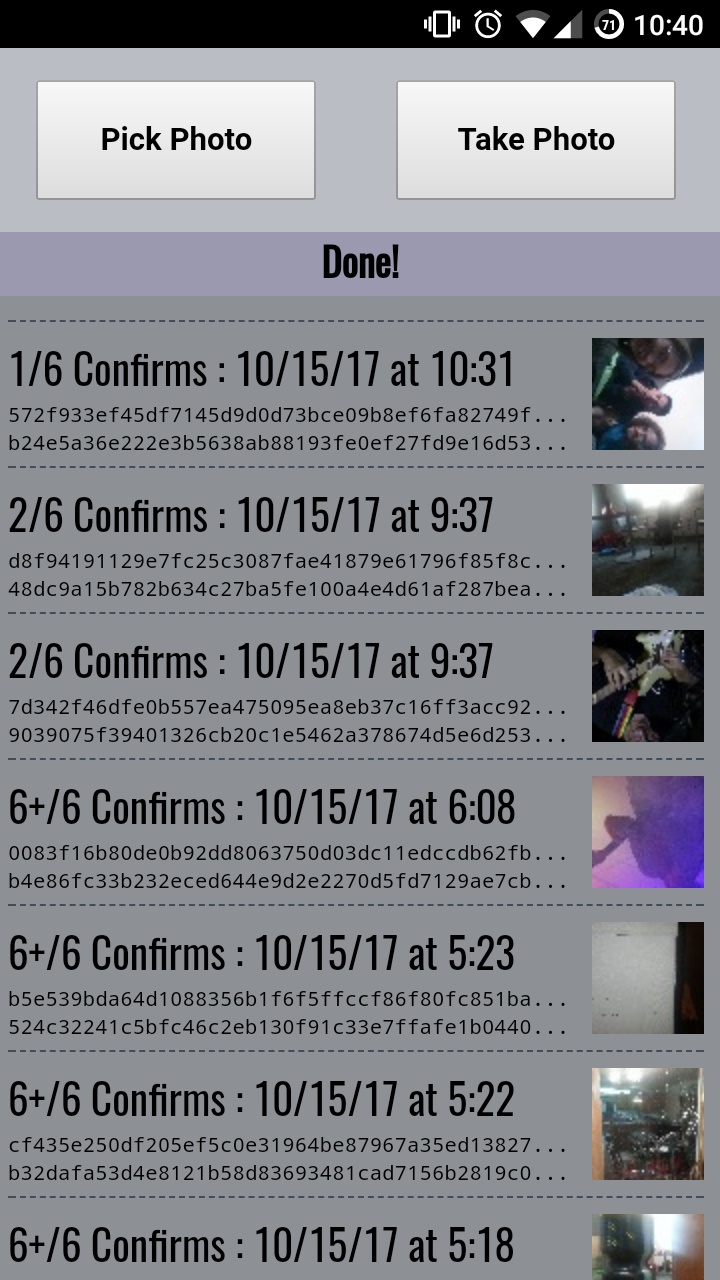 71 10:40
Pick Photo Take Photo
Done!
1/6 Confirms : 10/15/17 at 10:31
572f933ef45df7145d9d0d73bce09b8ef6fa82749f...
b24e5a36e222e3b5638ab88193fe0ef27fd9e16d53...
2/6 Confirms : 10/15/17 at 9:37
d8f94191129e7fc25c3087fae41879e61796f85f8c...
48dc9a15b782b634c27ba5fe100a4e4d61af287bea...
2/6 Confirms : 10/15/17 at 9:37
7d342f46dfe0b557ea475095ea8eb37c16ff3acc92...
9039075f39401326cb20c1e5462a378674d5e6d253...
6+/6 Confirms : 10/15/17 at 6:08
0083f16b80de0b92dd8063750d03dc11edccdb62fb...
b4e86fc33b232eced644e9d2e2270d5fd7129ae7cb...
6+/6 Confirms : 10/15/17 at 5:23
b5e539bda64d1088356b1f6f5ffccf86f80fc851ba...
524c32241c5bfc46c2eb130f91c33e7ffafe1b0440...
6+/6 Confirms : 10/15/17 at 5:22
cf435e250df205ef5c0e31964be87967a35ed13827...
b32dafa53d4e8121b58d83693481cad7156b2819c0...
6+/6 Confirms : 10/15/17 at 5:18